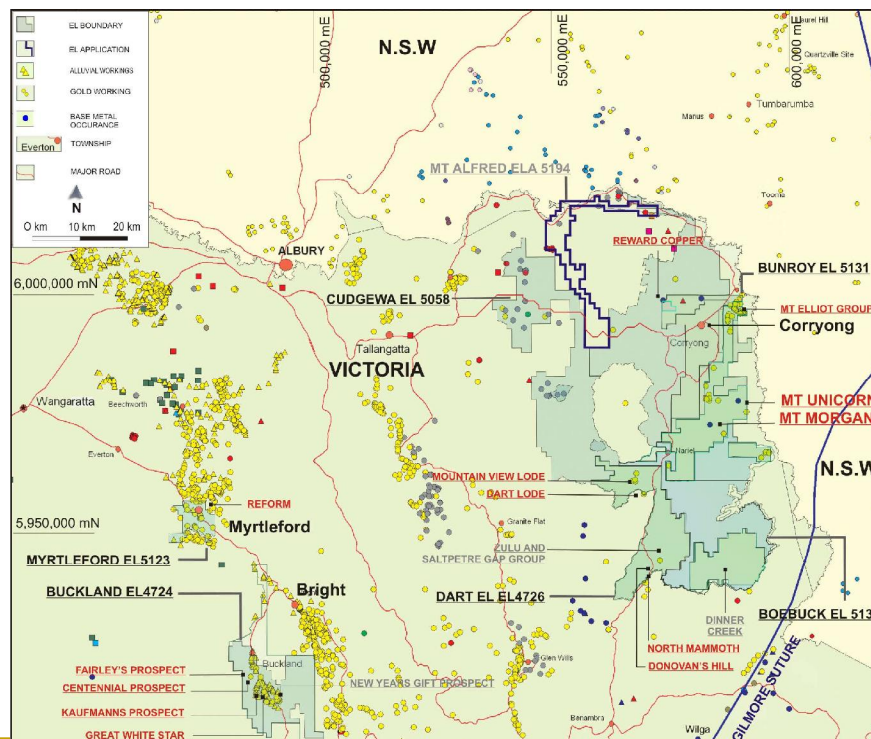 EL BOUNDARY
EL APPLICATION
ALLUVIAL WORKINGS
GOLD WORKING
BASE METAL
OCCURANCE
Everton
TOWNSHIP
MAJOR ROAD
N
O km 10 km 20 km
N.S.W
500,000 mE
550,000 mE
600,000 mE
Laurel Hill
Quartzville Site
Tumbarumba
Manus
Tooma
MT ALFRED ELA 5194
REWARD COPPER
ALBURY
BUNROY EL 5131
6,000,000 mN
CUDGEWA EL 5058
MT ELLIOT GROUP
Corryong
Corryong
Tallangatta
VICTORIA
Wangaratta
Beechworth
MT UNICORN
MT MORGAN
Everton
Nariel
N.S.W
MOUNTAIN VIEW LODE
DART LODE
REFORM
5,950,000 mN
Myrtleford
Granite Flat
ZULU AND
SALTPETRE GAP GROUP
MYRTLEFORD EL5123
BUCKLAND EL4724
Bright
DART EL EL4726
BOEBUCK EL 513
DINNER
CREEK
NORTH MAMMOTH
DONOVAN'S HILL
Buckland
Glen Wills
FAIRLEY'S PROSPECT
NEW YEARS GIFT PROSPECT
CENTENNIAL PROSPECT
KAUFMANNS PROSPECT
GREAT WHITE STAR
Banambra
Wilga
GILMORE SUTURE